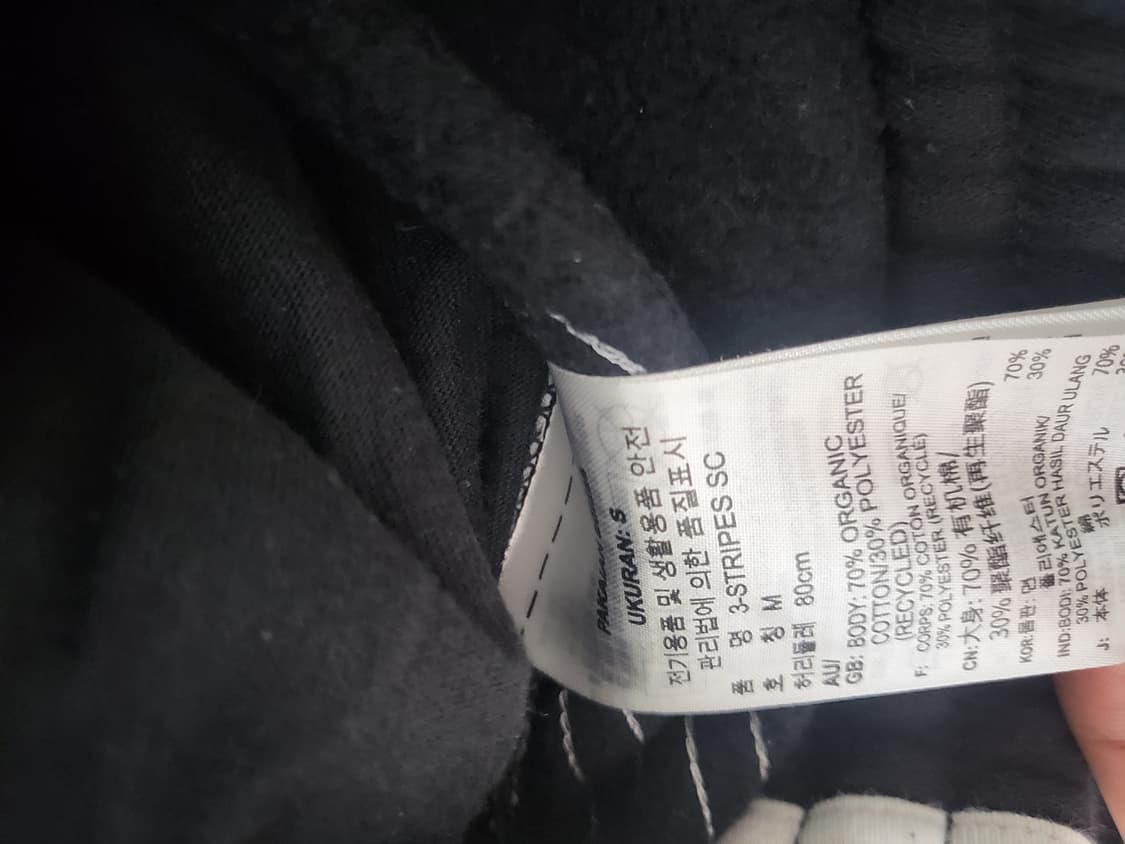 UKURAN: S
전기용품 및 생활용품 안전
관리법에 의한 품질표시
품 명 3-STRIPES SC
호 칭 M
허리둘레 80cm
AU/
GB: BODY: 70% ORGANIC
COTTON/30% POLYESTER
(RECYCLED)
F: CORPS: 70% COTON ORGANIQUE/
30% POLYESTER (RECYCLÉ)
CN: 大身: 70% 有机棉/
30% 聚酯纤维(再生聚酯)
KOR:몸판: 면 70%
폴리에스터 30%
IND:BODI: 70% KATUN ORGANIK/
30% POLYESTER HASIL DAUR ULANG
J: 本体 綿 70%
ポリエステル